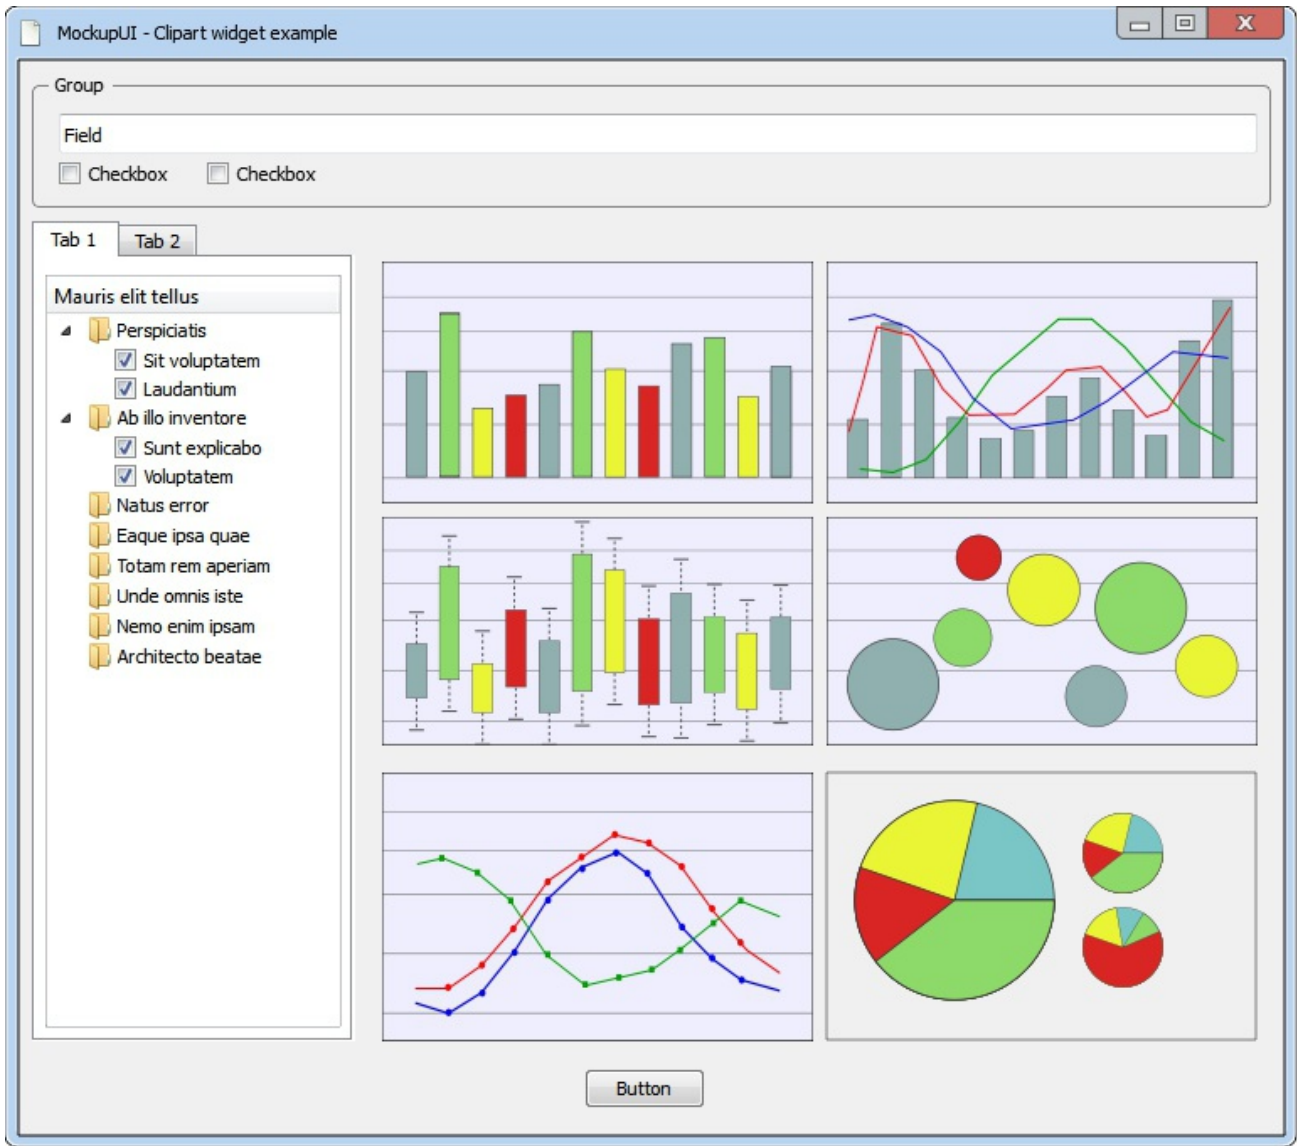 MockupUI - Clipart widget example
Group
Field
Checkbox Checkbox
Tab 1 Tab 2
Mauris elit tellus
Perspiciatis
Sit voluptatem
Laudantium
Ab illo inventore
Sunt explicabo
Voluptatem
Natus error
Eaque ipsa quae
Totam rem aperiam
Unde omnis iste
Nemo enim ipsam
Architecto beatae
Button